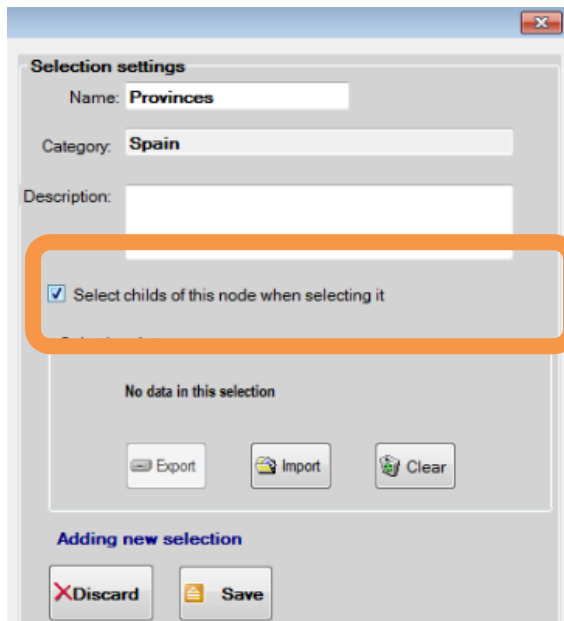 Selection settings
Name: Provinces
Category: Spain
Description:
Select childs of this node when selecting it
No data in this selection
Export Import Clear
Adding new selection
Discard Save